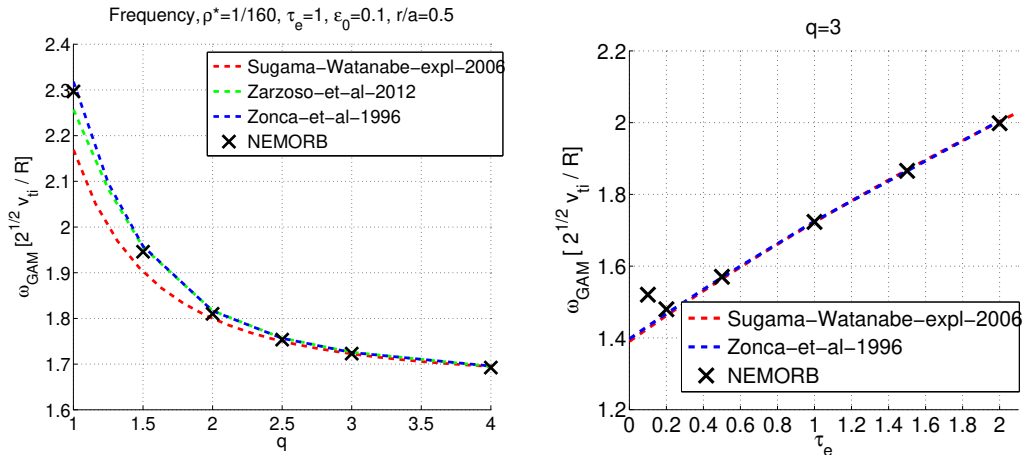 Frequency, ρ*=1/160, τe=1, ε0=0.1, r/a=0.5
ωGAM [2^1/2 vti / R]
2.4
2.3
2.2
2.1
2
1.9
1.8
1.7
1.6
1
1.5
2
2.5
3
3.5
4
q
Sugama-Watanabe-expl-2006
Zarzoso-et-al-2012
Zonca-et-al-1996
NEMORB
q=3
ωGAM [ 2^1/2 vti / R]
2.2
2
1.8
1.6
1.4
1.2
0
0.2
0.4
0.6
0.8
1
1.2
1.4
1.6
1.8
2
τe
Sugama-Watanabe-expl-2006
Zonca-et-al-1996
NEMORB